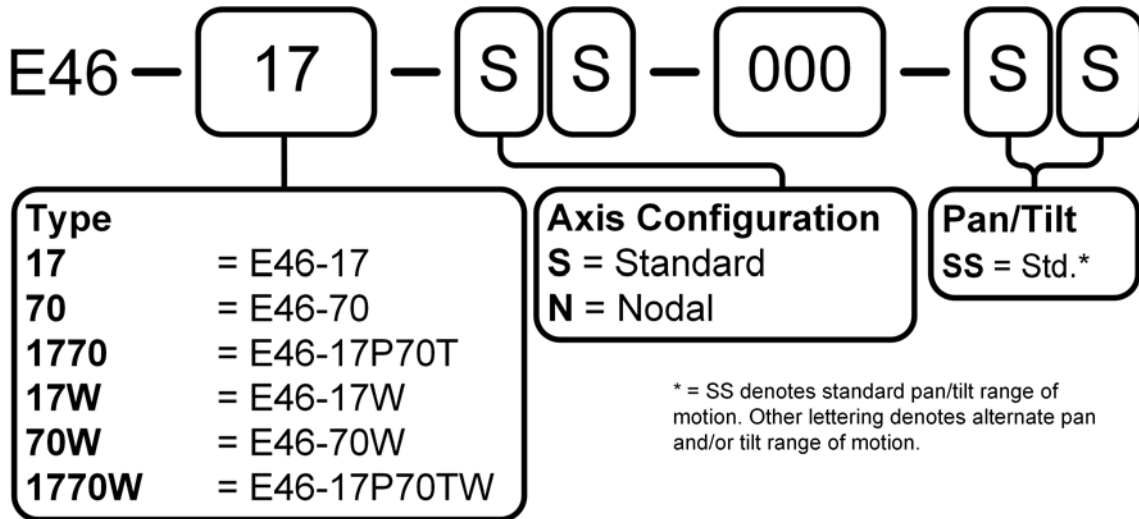 E46 — 17 — S S — 000 — S S
Type
17 = E46-17
70 = E46-70
1770 = E46-17P70T
17W = E46-17W
70W = E46-70W
1770W = E46-17P70TW
Axis Configuration
S = Standard
N = Nodal
Pan/Tilt
SS = Std.*
* = SS denotes standard pan/tilt range of
motion. Other lettering denotes alternate pan
and/or tilt range of motion.